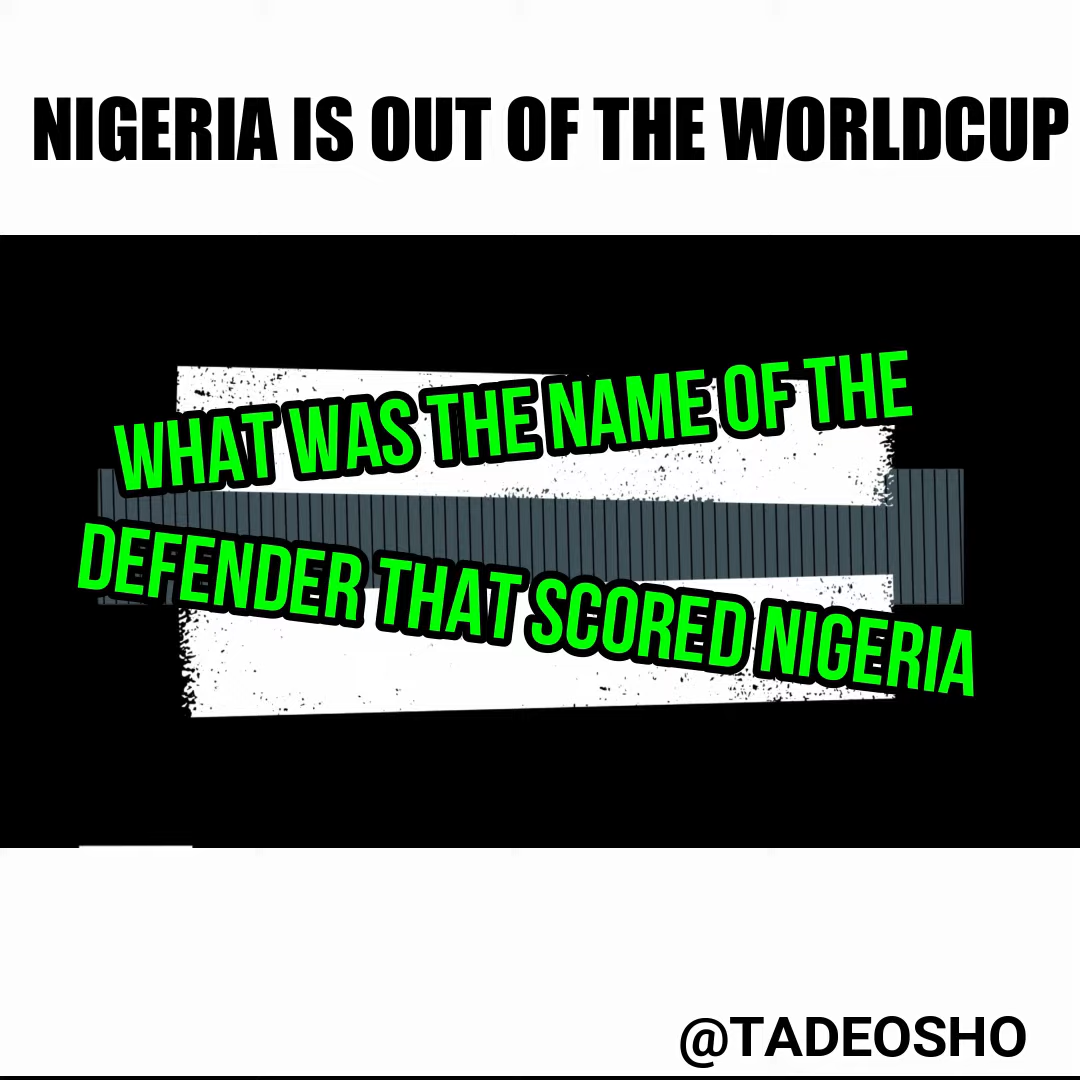 NIGERIA IS OUT OF THE WORLDCUP
WHAT WAS THE NAME OF THE
DEFENDER THAT SCORED NIGERIA
@TADEOSHO